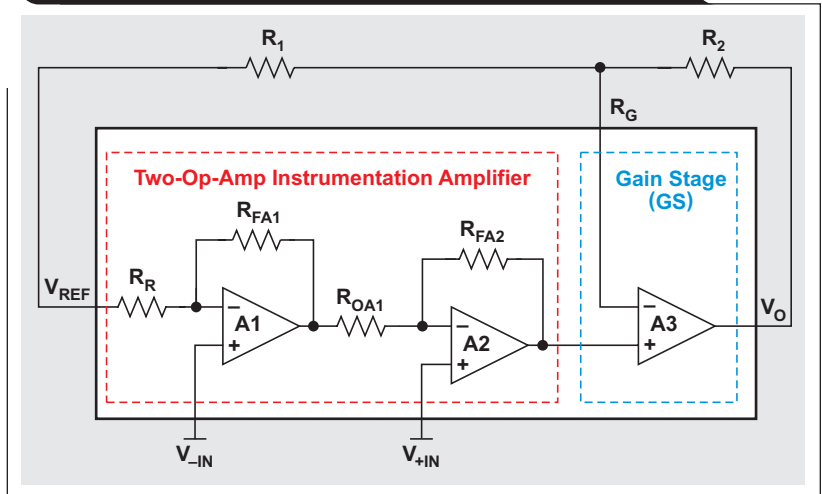 R1
R2
RG
Two-Op-Amp Instrumentation Amplifier
Gain Stage
(GS)
RFA1
RFA2
RR
ROA1
VREF
–
A1
+
–
A2
+
–
A3
+
VO
V–IN
V+IN